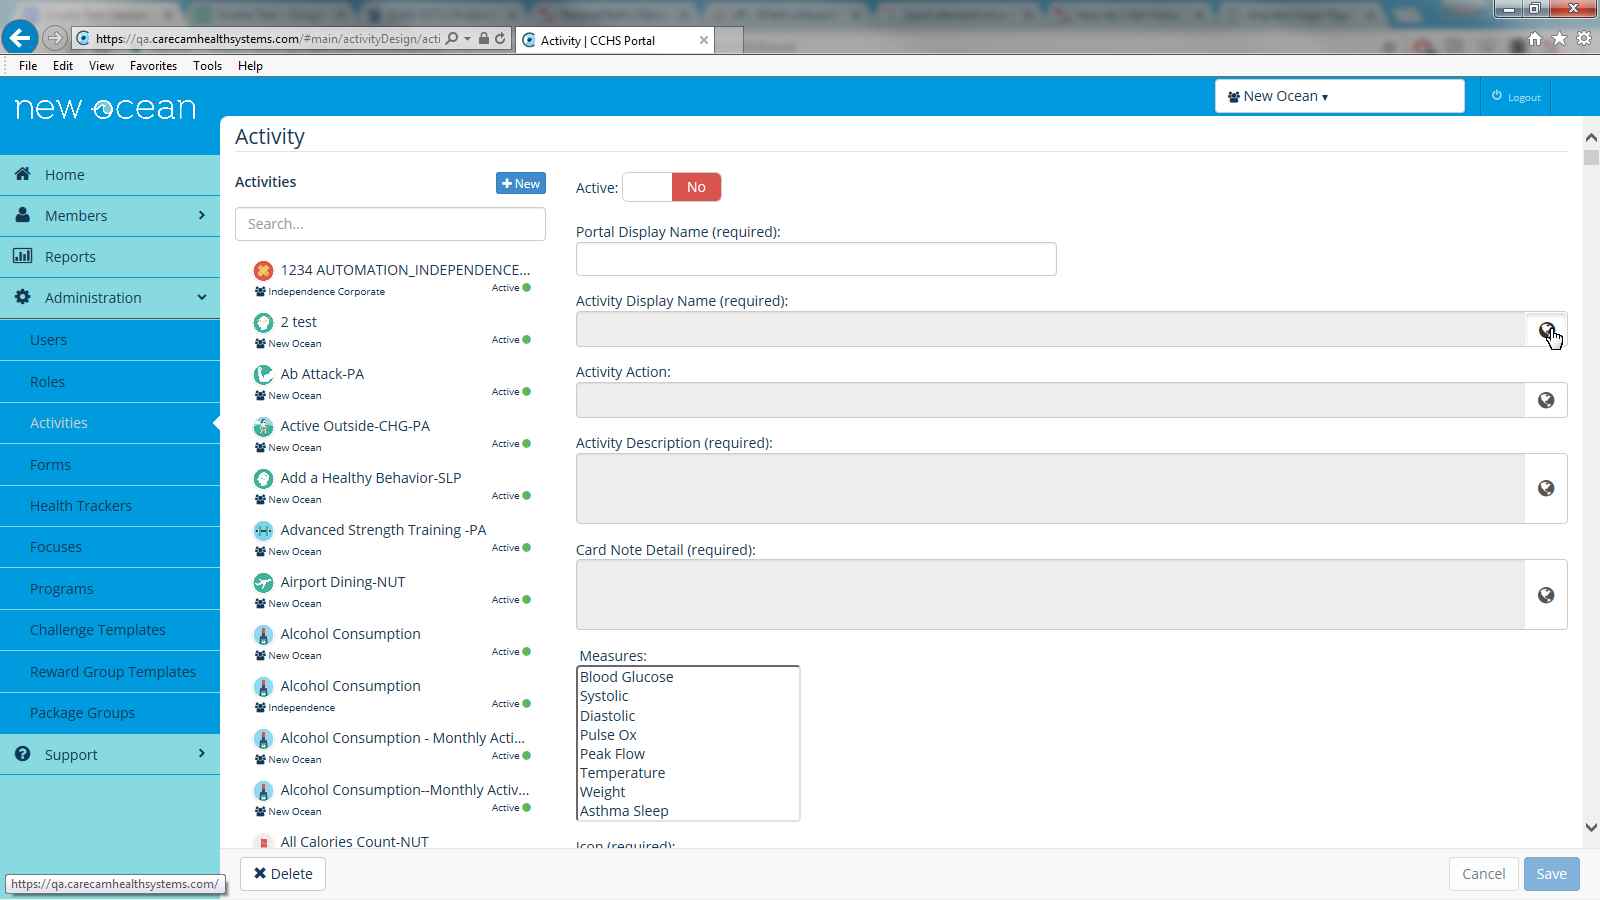 https://qa.carecamhealthsystems.com/#main/activityDesign/acti
Activity | CCHS Portal
File Edit View Favorites Tools Help
new ocean
New Ocean
Logout
Home
Members
Reports
Administration
Users
Roles
Activities
Forms
Health Trackers
Focuses
Programs
Challenge Templates
Reward Group Templates
Package Groups
Support
https://qa.carecamhealthsystems.com/
Activity
Activities
New
Search...
1234 AUTOMATION_INDEPENDENCE...
Independence Corporate Active
2 test
New Ocean Active
Ab Attack-PA
New Ocean Active
Active Outside-CHG-PA
New Ocean Active
Add a Healthy Behavior-SLP
New Ocean Active
Advanced Strength Training -PA
New Ocean Active
Airport Dining-NUT
New Ocean Active
Alcohol Consumption
New Ocean Active
Alcohol Consumption
Independence Active
Alcohol Consumption - Monthly Acti...
New Ocean Active
Alcohol Consumption--Monthly Activ...
New Ocean Active
All Calories Count-NUT
Active: No
Portal Display Name (required):
Activity Display Name (required):
Activity Action:
Activity Description (required):
Card Note Detail (required):
Measures:
Blood Glucose
Systolic
Diastolic
Pulse Ox
Peak Flow
Temperature
Weight
Asthma Sleep
Icon (required):
Delete
Cancel
Save